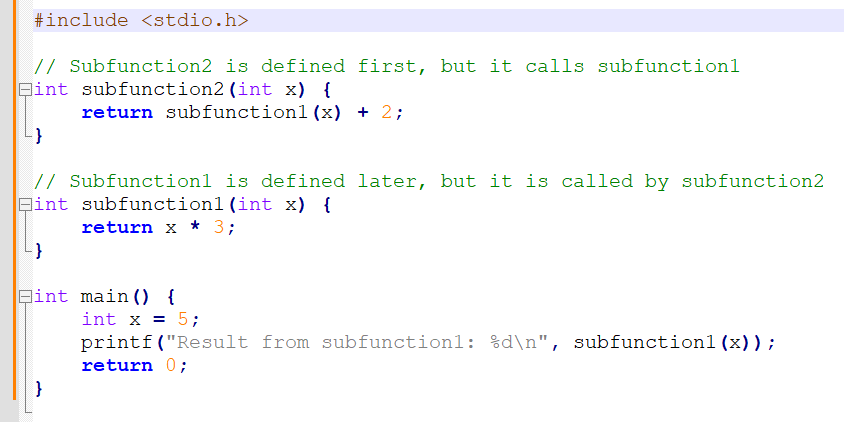 #include <stdio.h>
// Subfunction2 is defined first, but it calls subfunction1
int subfunction2(int x) {
    return subfunction1(x) + 2;
}
// Subfunction1 is defined later, but it is called by subfunction2
int subfunction1(int x) {
    return x * 3;
}
int main() {
    int x = 5;
    printf("Result from subfunction1: %d\n", subfunction1(x));
    return 0;
}